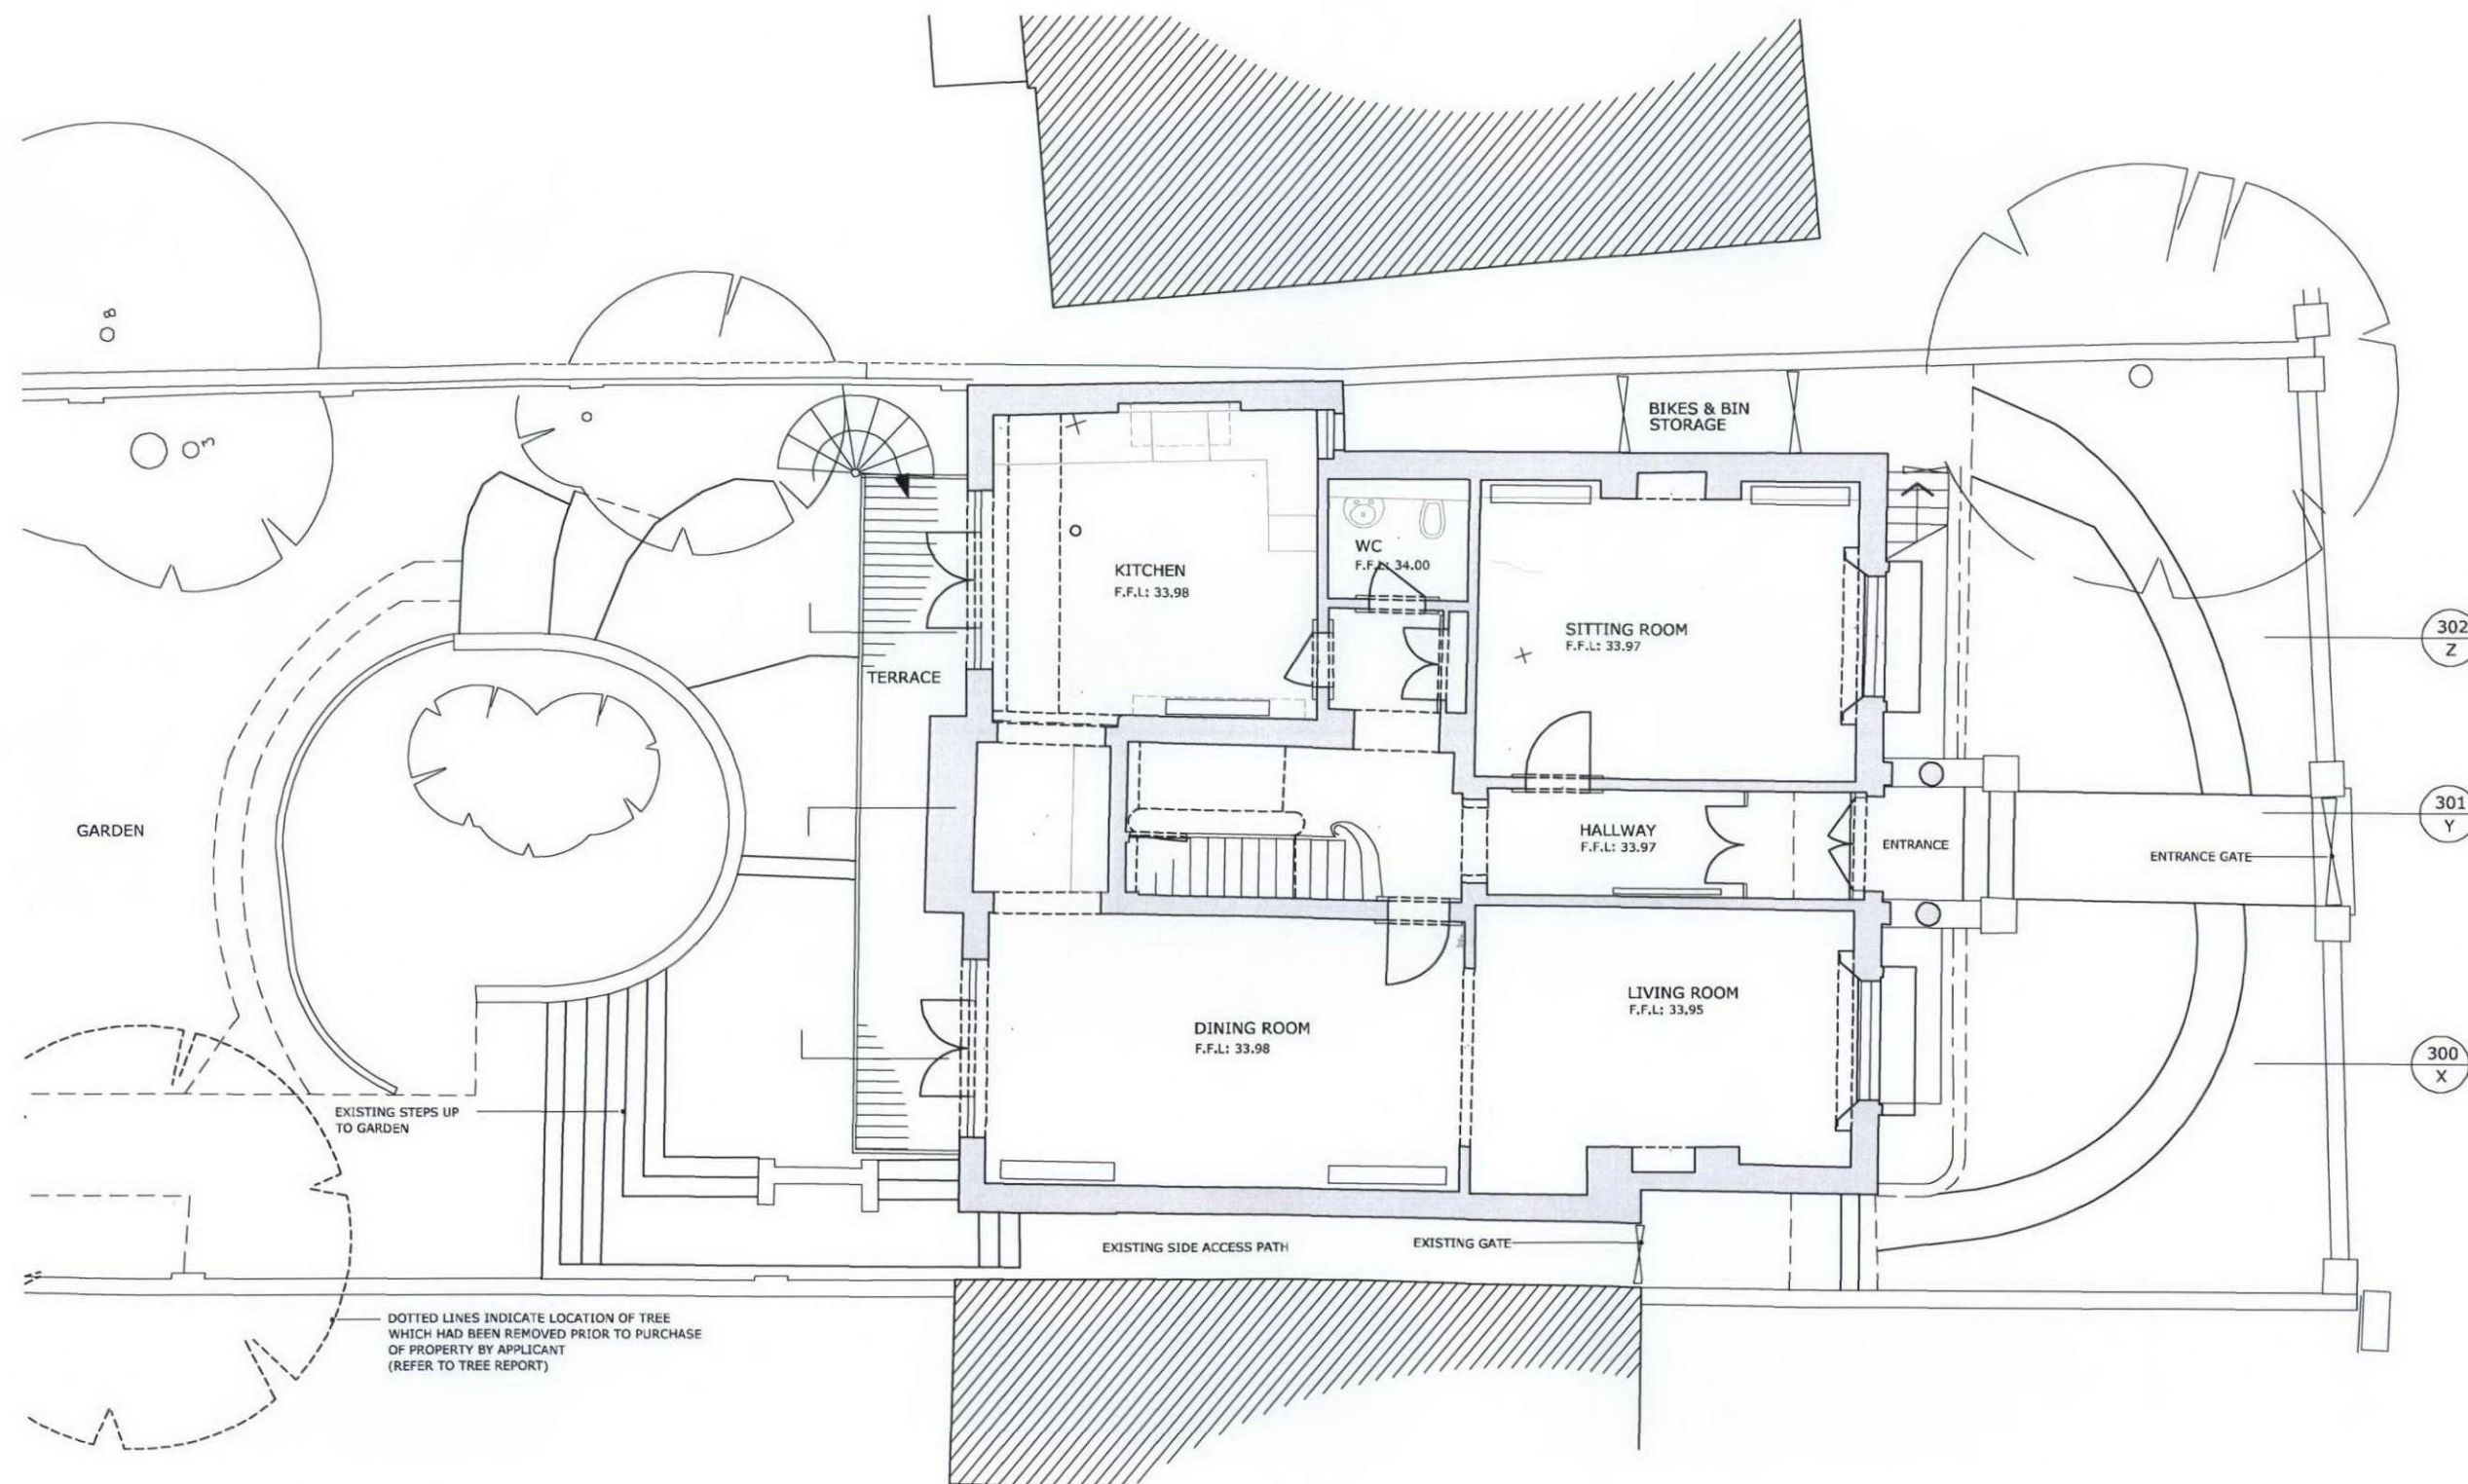 8
3
BIKES & BIN
STORAGE
WC
F.F.L: 34.00
KITCHEN
F.F.L: 33.98
SITTING ROOM
F.F.L: 33.97
302
Z
TERRACE
GARDEN
HALLWAY
F.F.L: 33.97
ENTRANCE
ENTRANCE GATE
301
Y
LIVING ROOM
F.F.L: 33.95
DINING ROOM
F.F.L: 33.98
300
X
EXISTING STEPS UP
TO GARDEN
EXISTING SIDE ACCESS PATH
EXISTING GATE
DOTTED LINES INDICATE LOCATION OF TREE
WHICH HAD BEEN REMOVED PRIOR TO PURCHASE
OF PROPERTY BY APPLICANT
(REFER TO TREE REPORT)